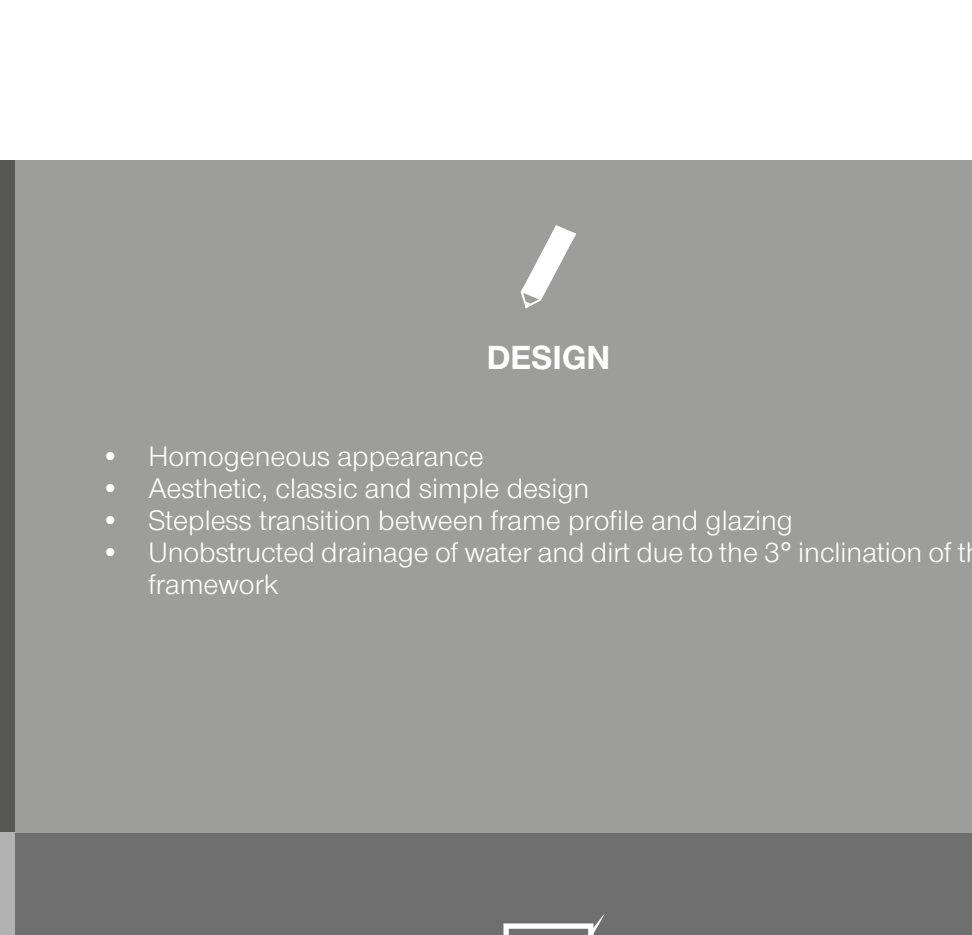 DESIGN
• Homogeneous appearance
• Aesthetic, classic and simple design
• Stepless transition between frame profile and glazing
• Unobstructed drainage of water and dirt due to the 3° inclination of
framework